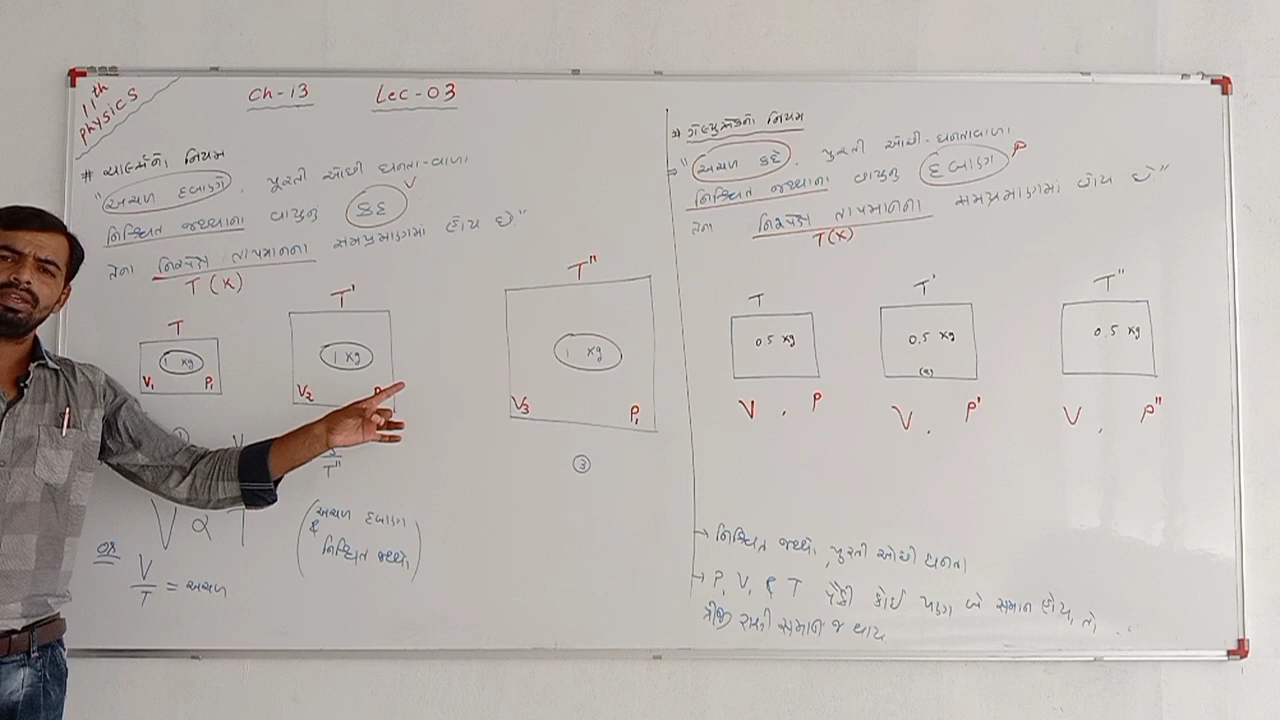 11th
Physics
Ch-13 Lec-03
# ચાર્લ્સનો નિયમ
"અચળ દબાણે, પૂરતી ઓછી ઘનતા-વાળા
નિશ્ચિત જથ્થાના વાયુનું કદ V
તેના નિરપેક્ષ તાપમાનના સમપ્રમાણમાં હોય છે"
T(K)
T
1 Kg
V₁ P₁
T'
1 Kg
V₂
T"
1 Kg
V₃ P₁
③
T"
V ∝ T
OR
V/T = અચળ
(અચળ દબાણ
&
નિશ્ચિત જથ્થો)
⇒ ગેલ્યુસેકનો નિયમ
⇒ "અચળ કદે, પૂરતી ઓછી-ઘનતાવાળા
નિશ્ચિત જથ્થાના વાયુનું દબાણ P
તેના નિરપેક્ષ તાપમાનના સમપ્રમાણમાં હોય છે"
T(K)
T
0.5 Kg
V, P
T'
0.5 Kg
V, P'
T"
0.5 Kg
V, P"
→ નિશ્ચિત જથ્થો, પૂરતી ઓછી ઘનતા
→ P, V, & T પૈકી કોઈ પણ બે સમાન હોય, તો
ત્રીજી રાશી સમાન જ થાય